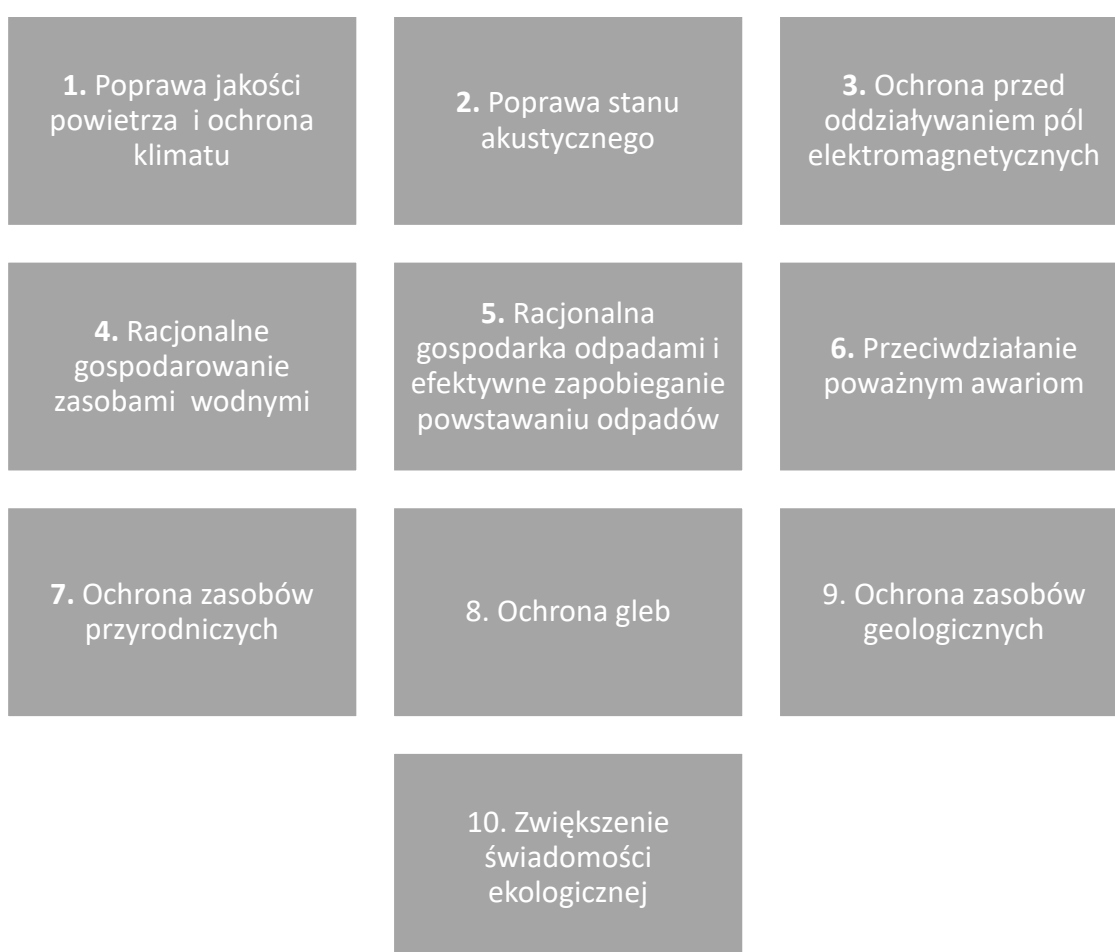 1. Poprawa jakości
powietrza i ochrona
klimatu
2. Poprawa stanu
akustycznego
3. Ochrona przed
oddziaływaniem pól
elektromagnetycznych
4. Racjonalne
gospodarowanie
zasobami wodnymi
5. Racjonalna
gospodarka odpadami i
efektywne zapobieganie
powstawaniu odpadów
6. Przeciwdziałanie
poważnym awariom
7. Ochrona zasobów
przyrodniczych
8. Ochrona gleb
9. Ochrona zasobów
geologicznych
10. Zwiększenie
świadomości
ekologicznej